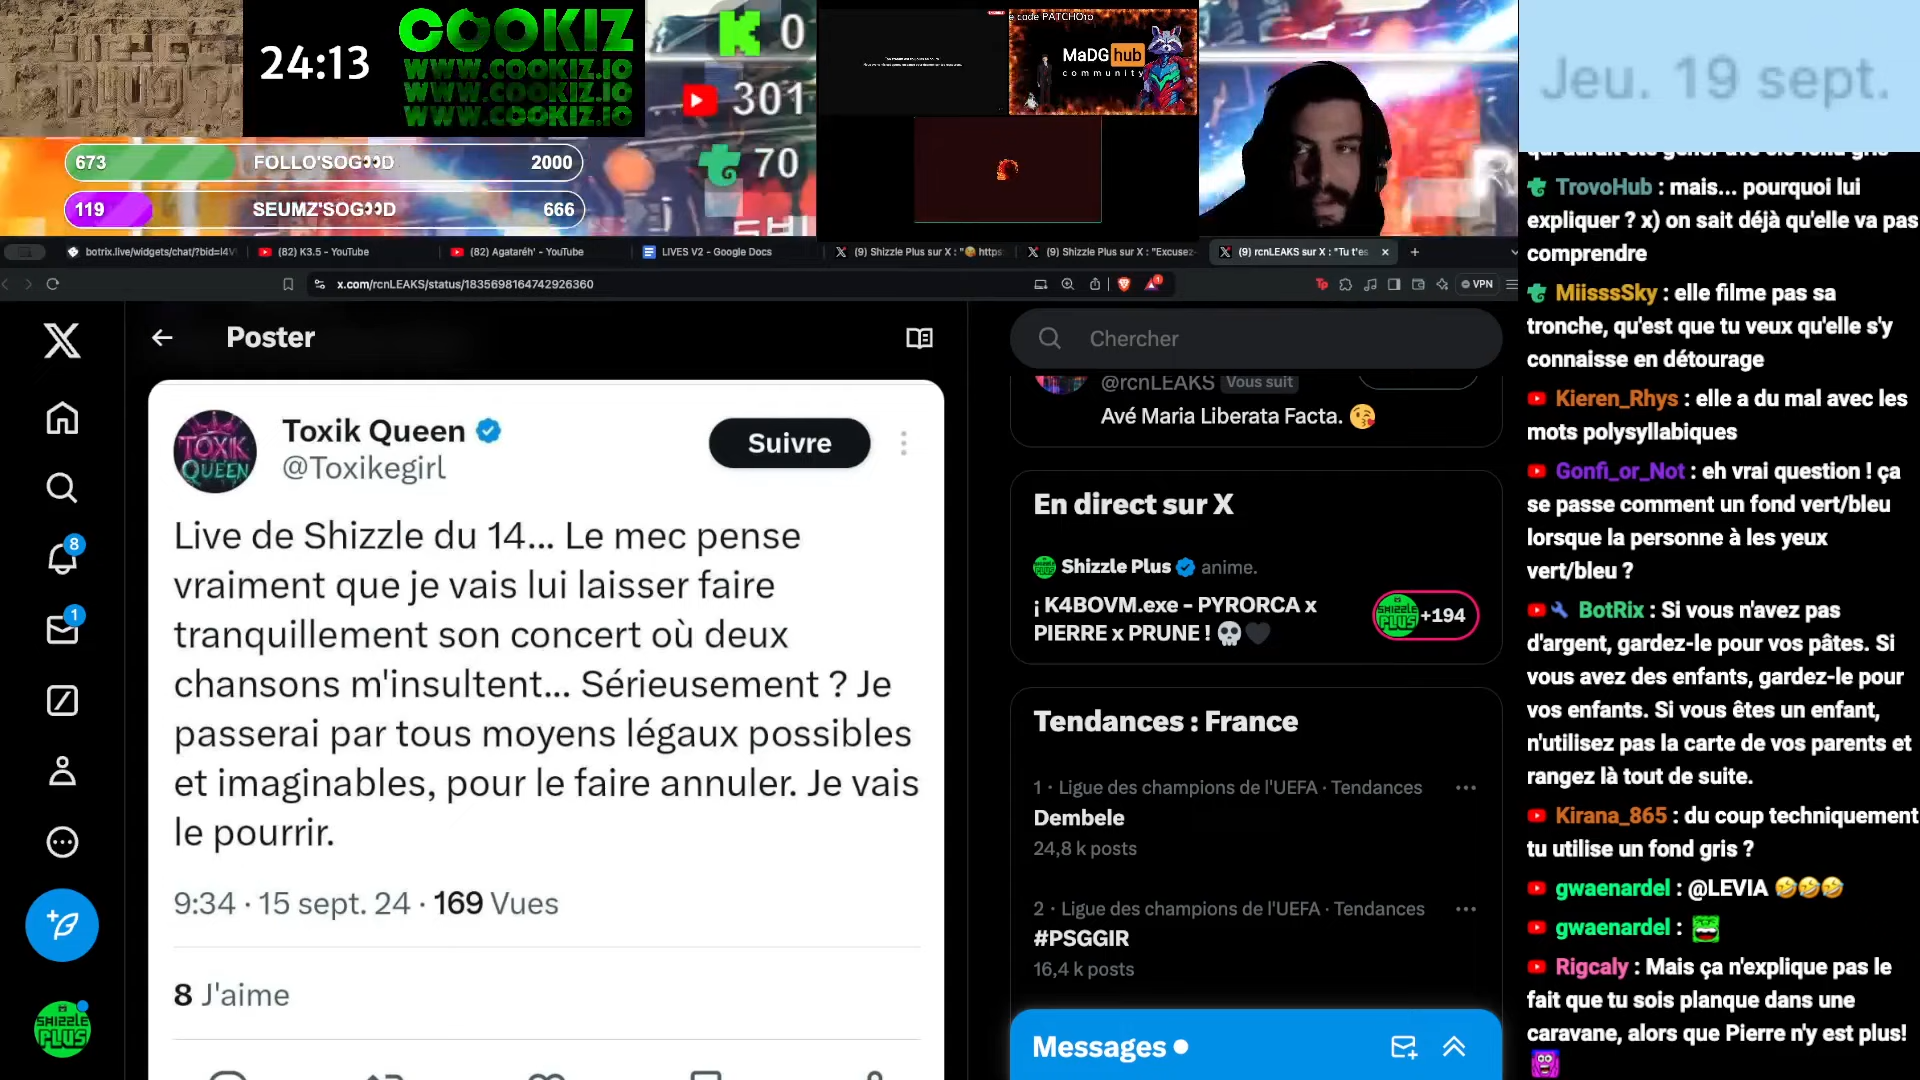 SHIZZLE
PLUS
24:13
COOKIZ
WWW.COOKIZ.IO
WWW.COOKIZ.IO
WWW.COOKIZ.IO
WWW.COOKIZ.IO
0
301
70
673 FOLLO'SOG👀D 2000
119 SEUMZ'SOG👀D 666
e code PATCHO10
MaDG hub
community
Jeu. 19 sept.
botrix.live/widgets/chat/?bid=I4V
(82) K3.5 - YouTube
(82) Agataréh' - YouTube
LIVES V2 - Google Docs
(9) Shizzle Plus sur X : "😘 https
(9) Shizzle Plus sur X : "Excusez-
(9) rcnLEAKS sur X : "Tu t'es
x.com/rcnLEAKS/status/1835698164742926360
VPN
8
1
SHIZZLE
PLUS
Poster
TOXIK
QUEEN
Toxik Queen
@Toxikegirl
Suivre
Live de Shizzle du 14... Le mec pense
vraiment que je vais lui laisser faire
tranquillement son concert où deux
chansons m'insultent... Sérieusement ? Je
passerai par tous moyens légaux possibles
et imaginables, pour le faire annuler. Je vais
le pourrir.
9:34 · 15 sept. 24 · 169 Vues
8 J'aime
Chercher
@rcnLEAKS Vous suit
Avé Maria Liberata Facta. 😘
En direct sur X
Shizzle Plus anime.
¡ K4BOVM.exe - PYRORCA x
PIERRE x PRUNE ! 💀🖤
SHIZZLE
PLUS
+194
Tendances : France
1 · Ligue des champions de l'UEFA · Tendances
Dembele
24,8 k posts
2 · Ligue des champions de l'UEFA · Tendances
#PSGGIR
16,4 k posts
Messages
TrovoHub : mais... pourquoi lui
expliquer ? x) on sait déjà qu'elle va pas
comprendre
MiisssSky : elle filme pas sa
tronche, qu'est que tu veux qu'elle s'y
connaisse en détourage
Kieren_Rhys : elle a du mal avec les
mots polysyllabiques
Gonfi_or_Not : eh vrai question ! ça
se passe comment un fond vert/bleu
lorsque la personne à les yeux
vert/bleu ?
BotRix : Si vous n'avez pas
d'argent, gardez-le pour vos pâtes. Si
vous avez des enfants, gardez-le pour
vos enfants. Si vous êtes un enfant,
n'utilisez pas la carte de vos parents et
rangez là tout de suite.
Kirana_865 : du coup techniquement
tu utilise un fond gris ?
gwaenardel : @LEVIA 🤣🤣🤣
gwaenardel :
Rigcaly : Mais ça n'explique pas le
fait que tu sois planque dans une
caravane, alors que Pierre n'y est plus!